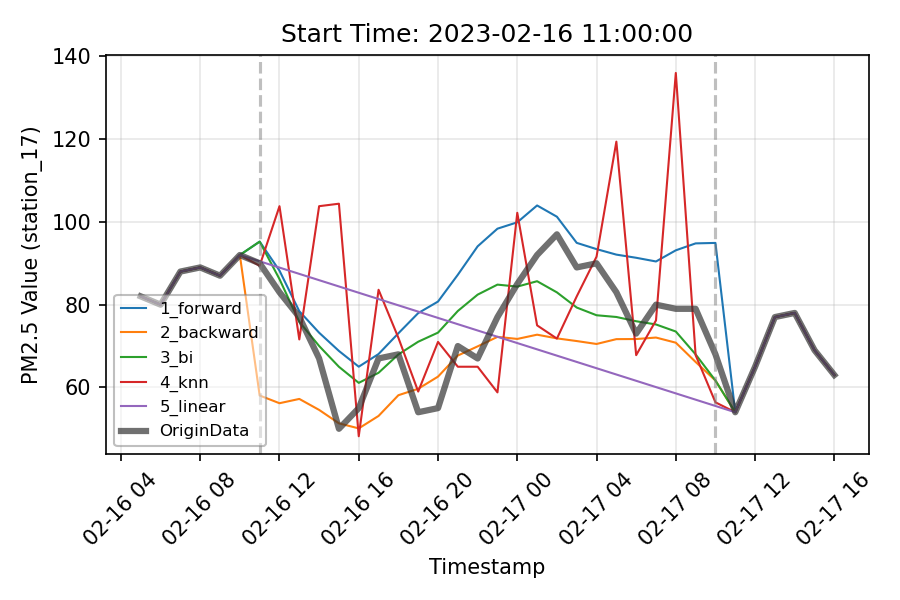 Start Time: 2023-02-16 11:00:00
PM2.5 Value (station_17)
140
120
100
80
60
1_forward
2_backward
3_bi
4_knn
5_linear
OriginData
02-16 04
02-16 08
02-16 12
02-16 16
02-16 20
02-17 00
02-17 04
02-17 08
02-17 12
02-17 16
Timestamp